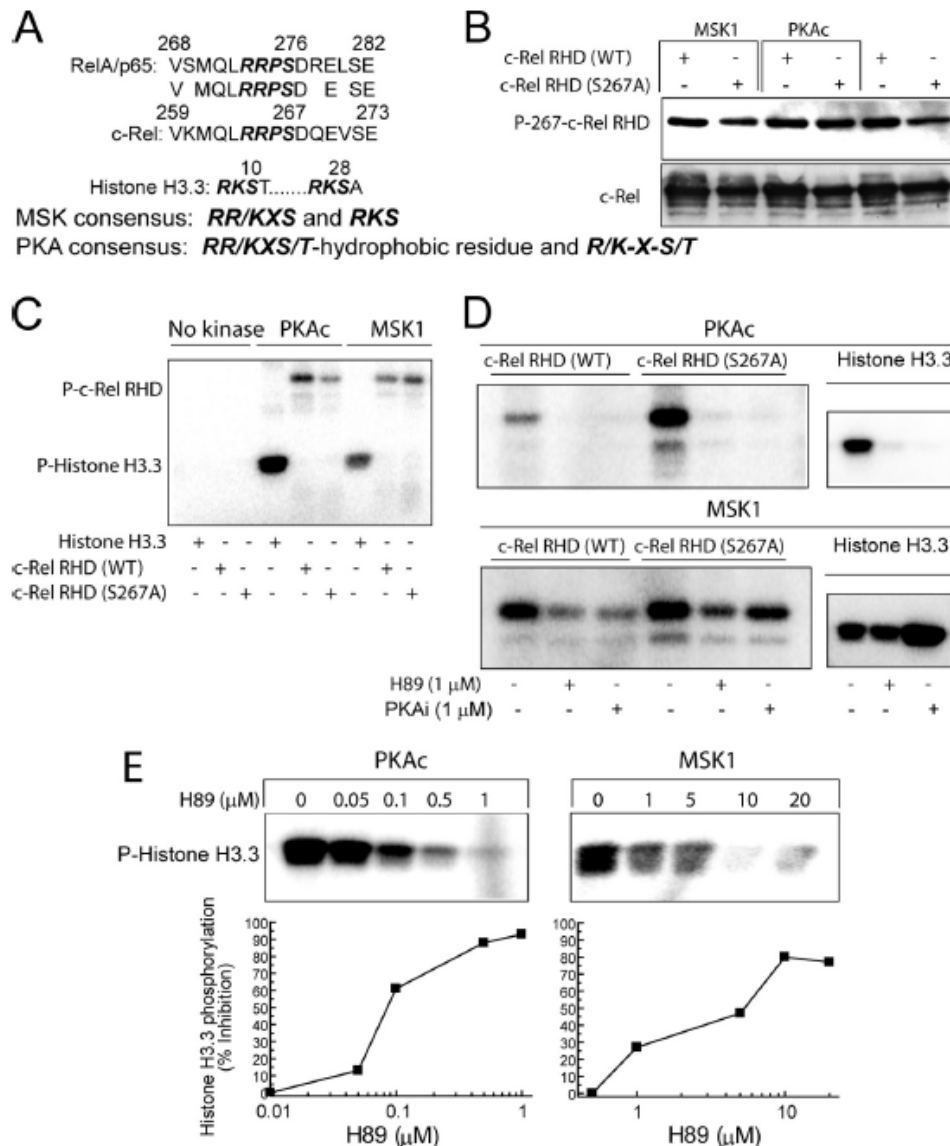 A
268 276 282
RelA/p65: VSMQLRRPSDRELSE
V MQLRRPSD E SE
259 267 273
c-Rel: VKMQLRRPSDQEVSE
10 28
Histone H3.3: RKST.......RKSA
MSK consensus: RR/KXS and RKS
PKA consensus: RR/KXS/T-hydrophobic residue and R/K-X-S/T
B
MSK1 PKAc
c-Rel RHD (WT) + - + - + -
c-Rel RHD (S267A) - + - + - +
P-267-c-Rel RHD
c-Rel
C
No kinase PKAc MSK1
P-c-Rel RHD
P-Histone H3.3
Histone H3.3 + - - + - - + - -
c-Rel RHD (WT) - + - - + - - + -
c-Rel RHD (S267A) - - + - - + - - +
D
PKAc
c-Rel RHD (WT) c-Rel RHD (S267A) Histone H3.3
MSK1
c-Rel RHD (WT) c-Rel RHD (S267A) Histone H3.3
H89 (1 μM) - + - - + - - + -
PKAi (1 μM) - - + - - + - - +
E
PKAc MSK1
H89 (μM) 0 0.05 0.1 0.5 1 0 1 5 10 20
P-Histone H3.3
Histone H3.3 phosphorylation
(% Inhibition)
100 100
90 90
80 80
70 70
60 60
50 50
40 40
30 30
20 20
10 10
0 0
0.01 0.1 1 1 10
H89 (μM) H89 (μM)